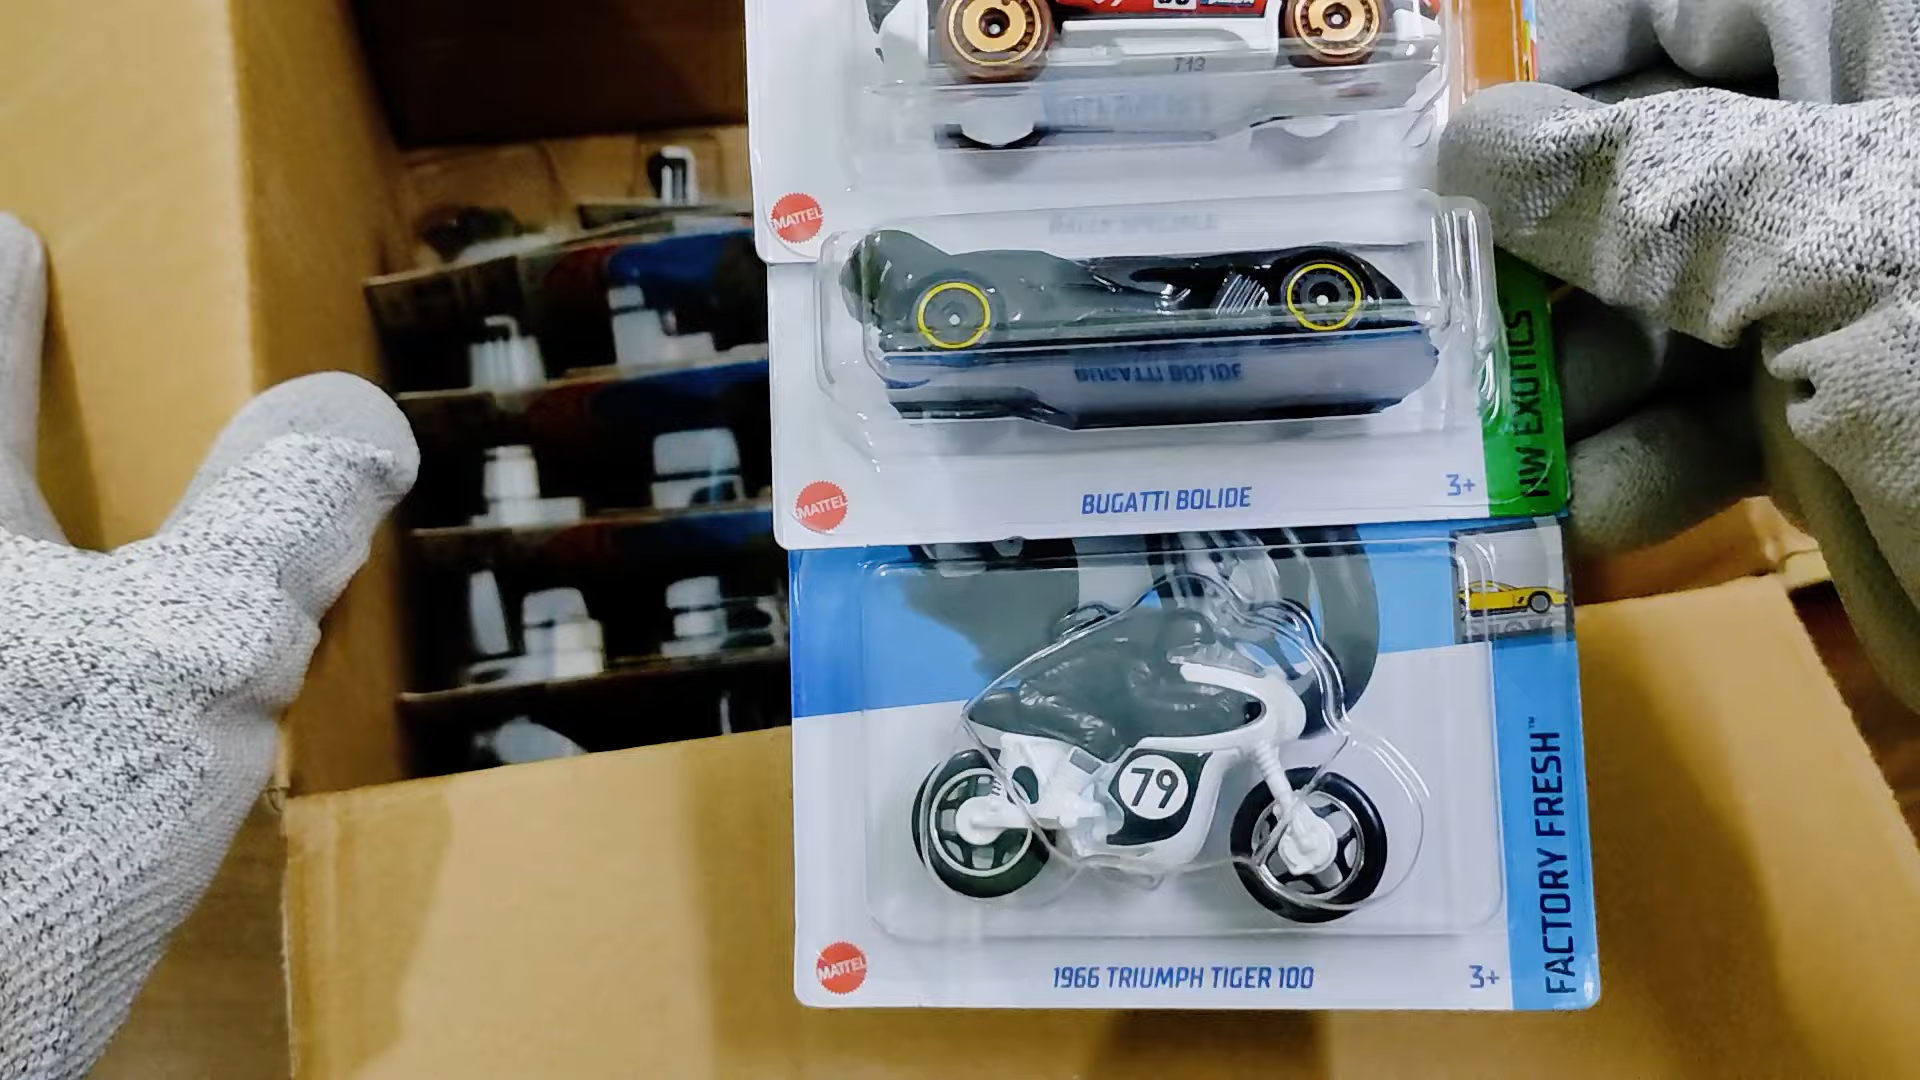 T13
MATTEL
BUGATTI BOLIDE
MATTEL
BUGATTI BOLIDE
3+
HW EXOTICS
79
MATTEL
1966 TRIUMPH TIGER 100
3+
FACTORY FRESH™